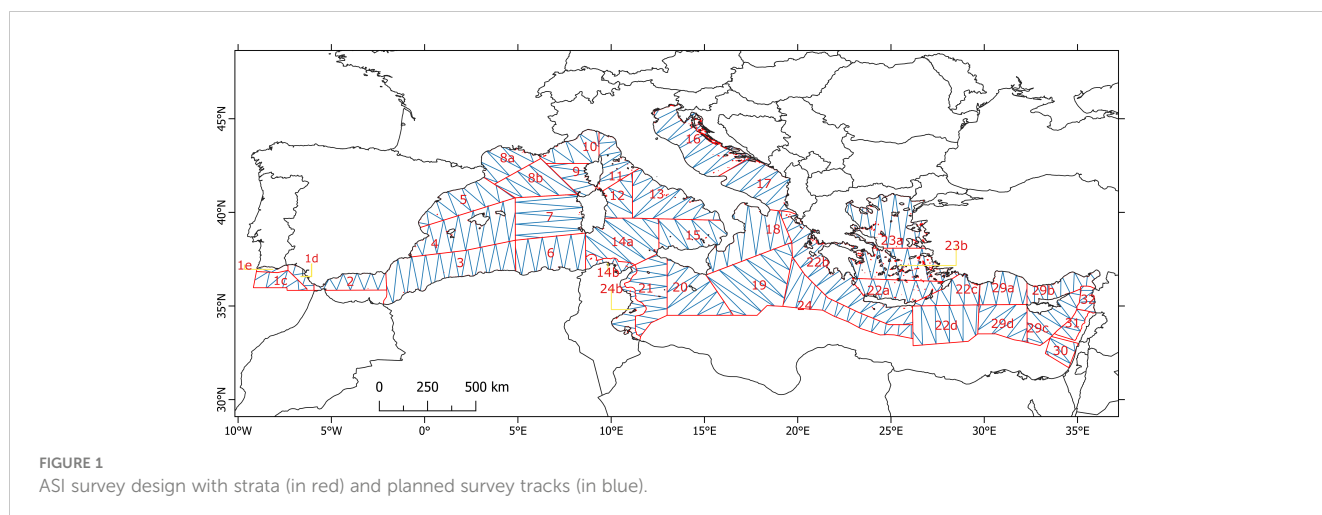 45°N
40°N
35°N
30°N
16
10
8a
9
8b
11
12
13
17
5
7
4
3
6
14a
15
18
23a
23b
22b
1e
1d
1c
2
14b
24b
21
20
19
24
22a
22c
29a
29b
32
22d
29d
29c
31
30
0 250 500 km
10°W 5°W 0° 5°E 10°E 15°E 20°E 25°E 30°E 35°E
FIGURE 1
ASI survey design with strata (in red) and planned survey tracks (in blue).